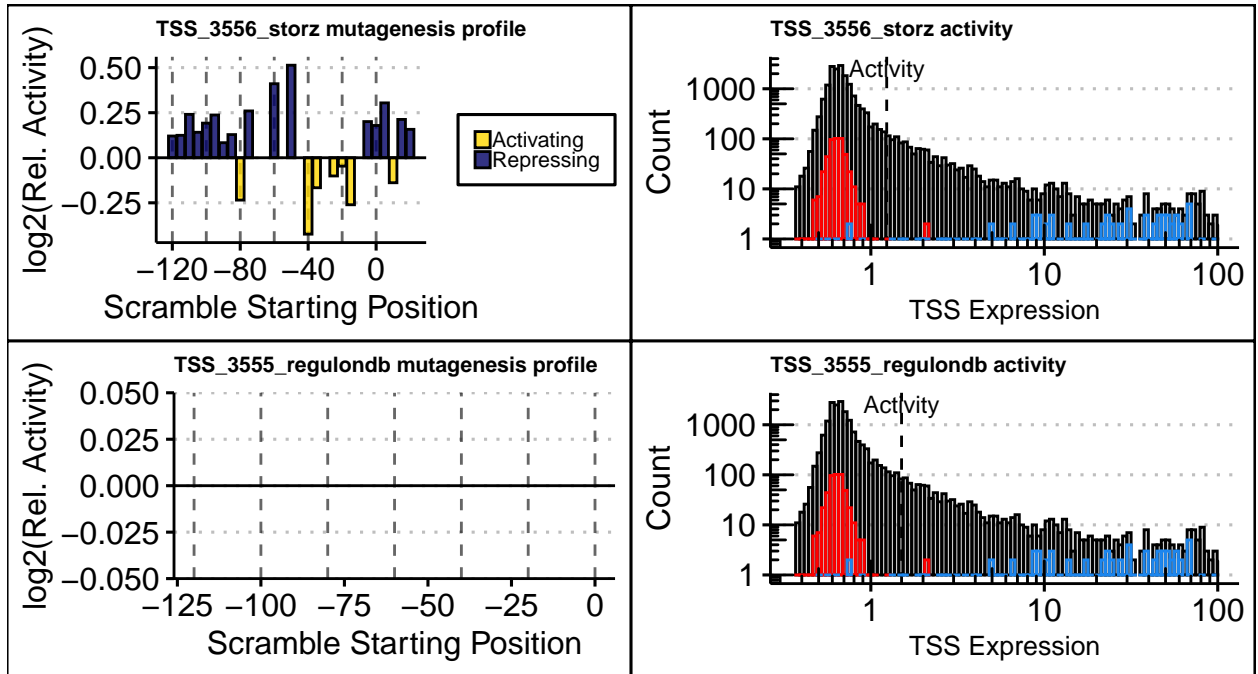 TSS_3556_storz mutagenesis profile
log2(Rel. Activity)
0.50
0.25
0.00
−0.25
−120 −80 −40 0
Scramble Starting Position
Activating
Repressing
TSS_3556_storz activity
Activity
Count
1000
100
10
1
1 10 100
TSS Expression
TSS_3555_regulondb mutagenesis profile
log2(Rel. Activity)
0.050
0.025
0.000
−0.025
−0.050
−125 −100 −75 −50 −25 0
Scramble Starting Position
TSS_3555_regulondb activity
Activity
Count
1000
100
10
1
1 10 100
TSS Expression